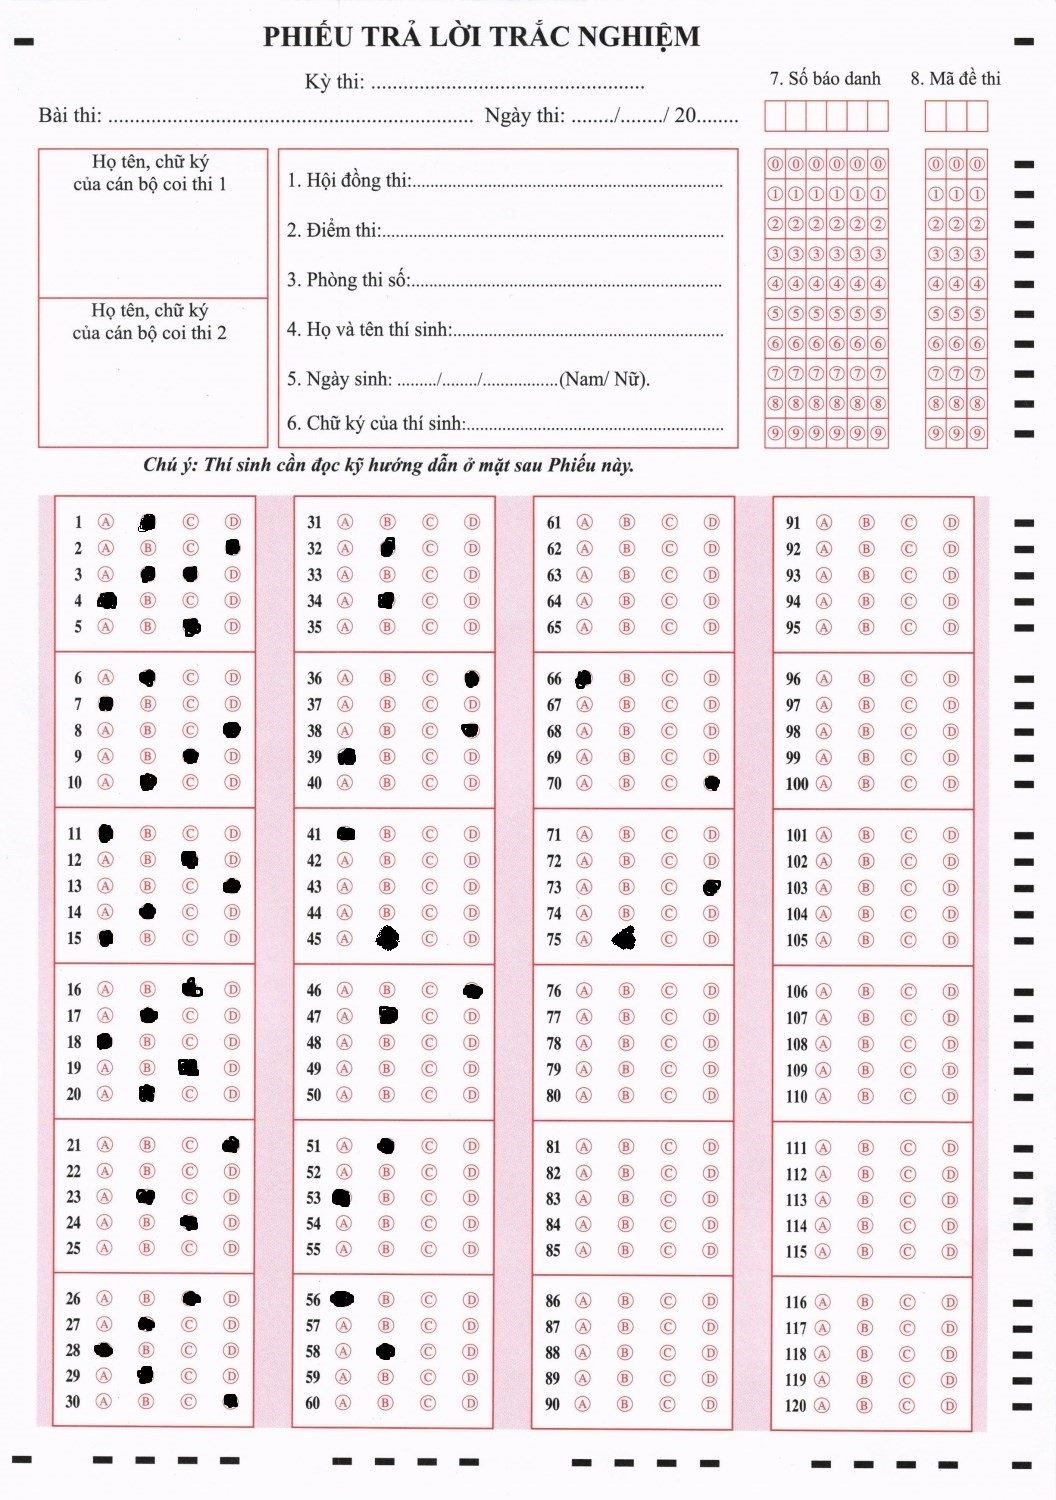 PHIẾU TRẢ LỜI TRẮC NGHIỆM
Kỳ thi: ....................................................
Bài thi: ...................................................................... Ngày thi: ......../......../ 20........
7. Số báo danh
8. Mã đề thi
Họ tên, chữ ký
của cán bộ coi thi 1
Họ tên, chữ ký
của cán bộ coi thi 2
1. Hội đồng thi:...........................................................
2. Điểm thi:.................................................................
3. Phòng thi số:...........................................................
4. Họ và tên thí sinh:...................................................
5. Ngày sinh: ......../......../...............(Nam/ Nữ).
6. Chữ ký của thí sinh:.................................................
0 0 0 0 0 0 0 0 0
1 1 1 1 1 1 1 1 1
2 2 2 2 2 2 2 2 2
3 3 3 3 3 3 3 3 3
4 4 4 4 4 4 4 4 4
5 5 5 5 5 5 5 5 5
6 6 6 6 6 6 6 6 6
7 7 7 7 7 7 7 7 7
8 8 8 8 8 8 8 8 8
9 9 9 9 9 9 9 9 9
Chú ý: Thí sinh cần đọc kỹ hướng dẫn ở mặt sau Phiếu này.
1 A C D
2 A B C
3 A D
4 B C D
5 A B D
6 A C D
7 B C D
8 A B C
9 A B D
10 A C D
11 B C D
12 A B D
13 A B C
14 A C D
15 B C D
16 A B D
17 A C D
18 B C D
19 A B D
20 A C D
21 A B C
22 A B C D
23 A C D
24 A B D
25 A B C D
26 A B D
27 A C D
28 B C D
29 A C D
30 A B C
31 A B C D
32 A C D
33 A B C D
34 A C D
35 A B C D
36 A B C
37 A B C D
38 A B C
39 B C D
40 A B C D
41 B C D
42 A B C D
43 A B C D
44 A B C D
45 A C D
46 A B C
47 A C D
48 A B C D
49 A B C D
50 A B C D
51 A C D
52 A B C D
53 B C D
54 A B C D
55 A B C D
56 B C D
57 A B C D
58 A C D
59 A B C D
60 A B C D
61 A B C D
62 A B C D
63 A B C D
64 A B C D
65 A B C D
66 B C D
67 A B C D
68 A B C D
69 A B C D
70 A B C
71 A B C D
72 A B C D
73 A B C
74 A B C D
75 A C D
76 A B C D
77 A B C D
78 A B C D
79 A B C D
80 A B C D
81 A B C D
82 A B C D
83 A B C D
84 A B C D
85 A B C D
86 A B C D
87 A B C D
88 A B C D
89 A B C D
90 A B C D
91 A B C D
92 A B C D
93 A B C D
94 A B C D
95 A B C D
96 A B C D
97 A B C D
98 A B C D
99 A B C D
100 A B C D
101 A B C D
102 A B C D
103 A B C D
104 A B C D
105 A B C D
106 A B C D
107 A B C D
108 A B C D
109 A B C D
110 A B C D
111 A B C D
112 A B C D
113 A B C D
114 A B C D
115 A B C D
116 A B C D
117 A B C D
118 A B C D
119 A B C D
120 A B C D